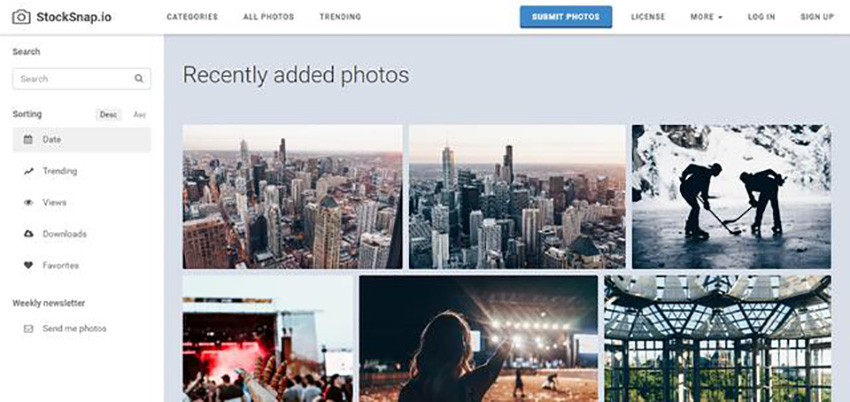 StockSnap.io
CATEGORIES ALL PHOTOS TRENDING SUBMIT PHOTOS LICENSE MORE LOG IN SIGN UP
Search
Search
Sorting Desc Asc
Date
Trending
Views
Downloads
Favorites
Weekly newsletter
Send me photos
Recently added photos